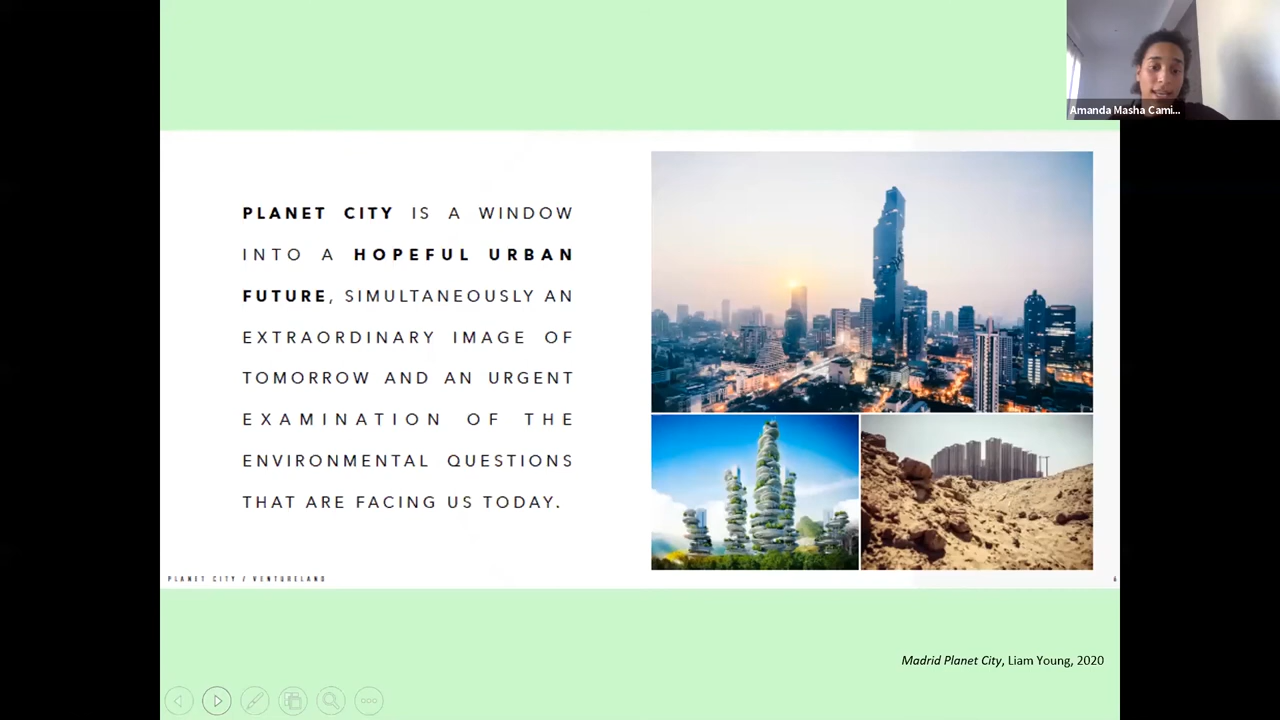 Amanda Masha Cami...
PLANET CITY IS A WINDOW
INTO A HOPEFUL URBAN
FUTURE, SIMULTANEOUSLY AN
EXTRAORDINARY IMAGE OF
TOMORROW AND AN URGENT
EXAMINATION OF THE
ENVIRONMENTAL QUESTIONS
THAT ARE FACING US TODAY.
PLANET CITY / VENTURELAND
Madrid Planet City, Liam Young, 2020